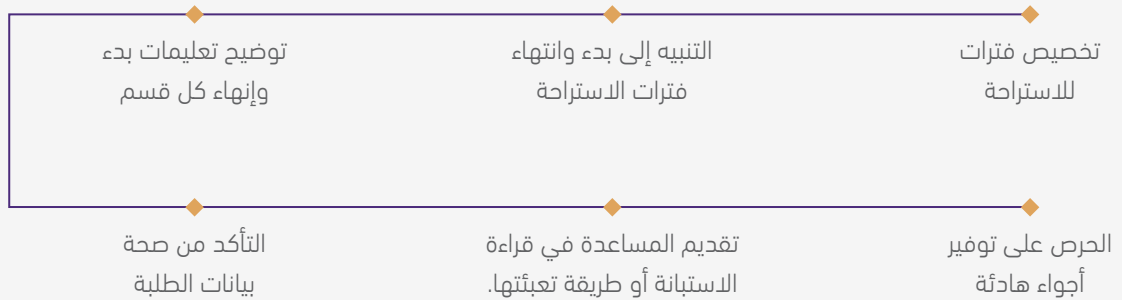 تخصيص فترات
للاستراحة
التنبيه إلى بدء وانتهاء
فترات الاستراحة
توضيح تعليمات بدء
وإنهاء كل قسم
التأكد من صحة
بيانات الطلبة
تقديم المساعدة في قراءة
الاستبانة أو طريقة تعبئتها.
الحرص على توفير
أجواء هادئة